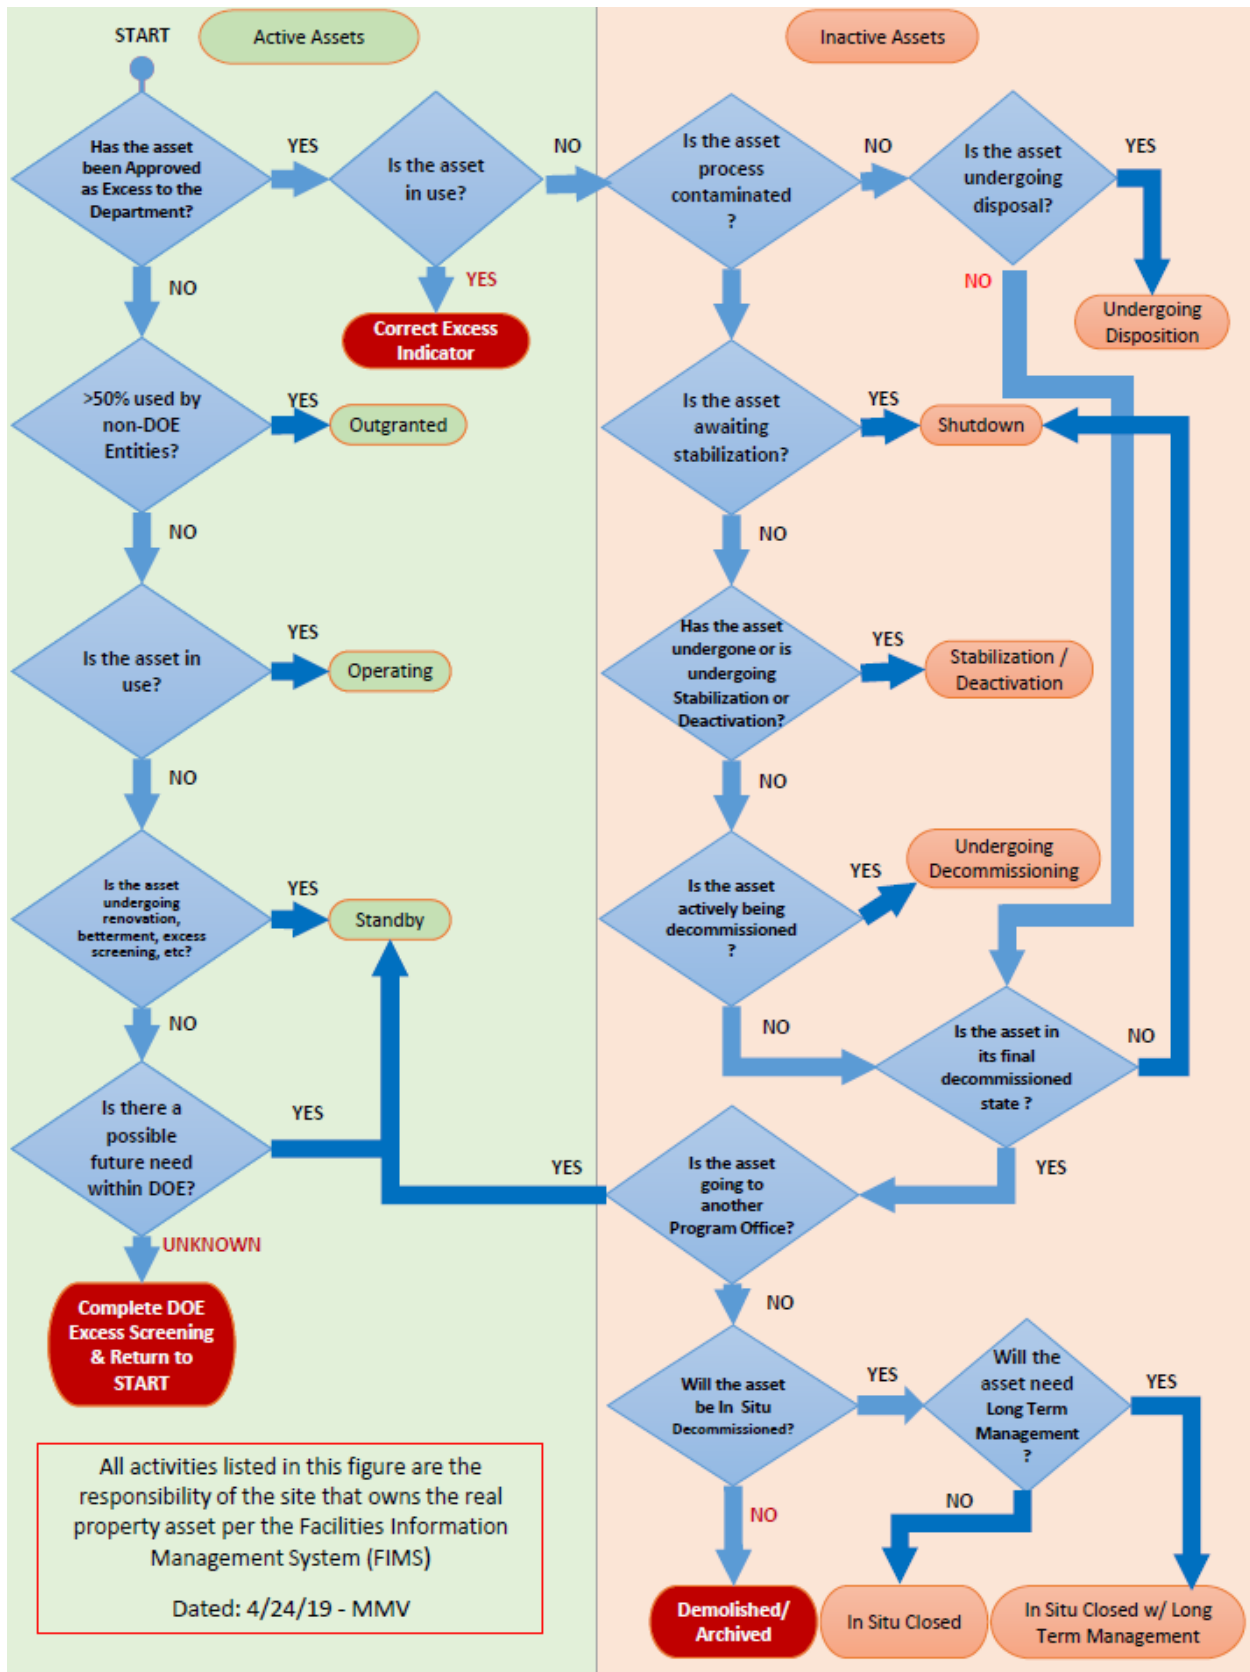 START
Active Assets
Has the asset
been Approved
as Excess to the
Department?
YES
Is the asset
in use?
NO
YES
Correct Excess
Indicator
NO
>50% used by
non-DOE
Entities?
YES
Outgranted
NO
Is the asset in
use?
YES
Operating
NO
Is the asset
undergoing
renovation,
betterment, excess
screening, etc?
YES
Standby
NO
Is there a
possible
future need
within DOE?
YES
UNKNOWN
Complete DOE
Excess Screening
& Return to
START
All activities listed in this figure are the
responsibility of the site that owns the real
property asset per the Facilities Information
Management System (FIMS)
Dated: 4/24/19 - MMV
Inactive Assets
Is the asset
process
contaminated
?
NO
Is the asset
undergoing
disposal?
YES
Undergoing
Disposition
NO
Is the asset
awaiting
stabilization?
YES
Shutdown
NO
Has the asset
undergone or is
undergoing
Stabilization or
Deactivation?
YES
Stabilization /
Deactivation
NO
Is the asset
actively being
decommissioned
?
YES
Undergoing
Decommissioning
NO
Is the asset in
its final
decommissioned
state ?
NO
YES
Is the asset
going to
another
Program Office?
YES
NO
Will the asset
be In Situ
Decommissioned?
YES
Will the
asset need
Long Term
Management
?
YES
NO
NO
Demolished/
Archived
In Situ Closed
In Situ Closed w/ Long
Term Management